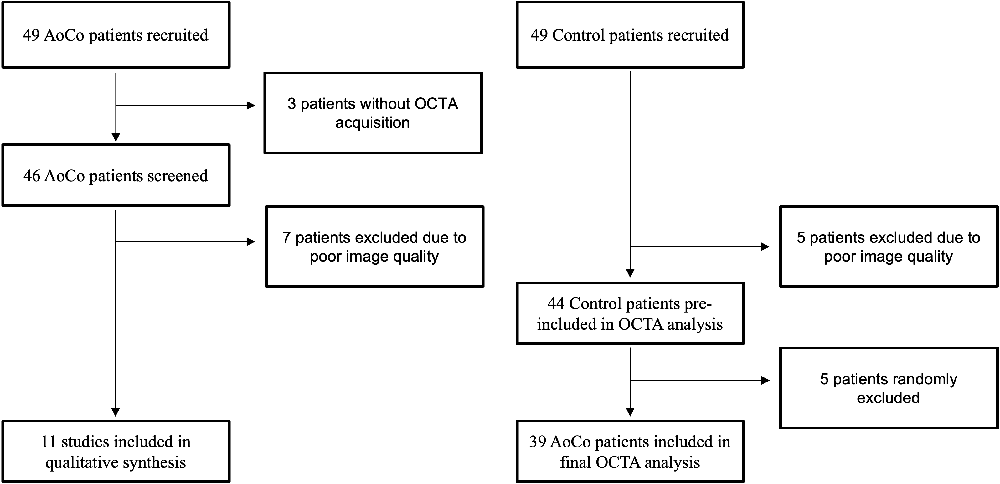 49 AoCo patients recruited
3 patients without OCTA
acquisition
46 AoCo patients screened
7 patients excluded due to
poor image quality
11 studies included in
qualitative synthesis
49 Control patients recruited
5 patients excluded due to
poor image quality
44 Control patients pre-
included in OCTA analysis
5 patients randomly
excluded
39 AoCo patients included in
final OCTA analysis